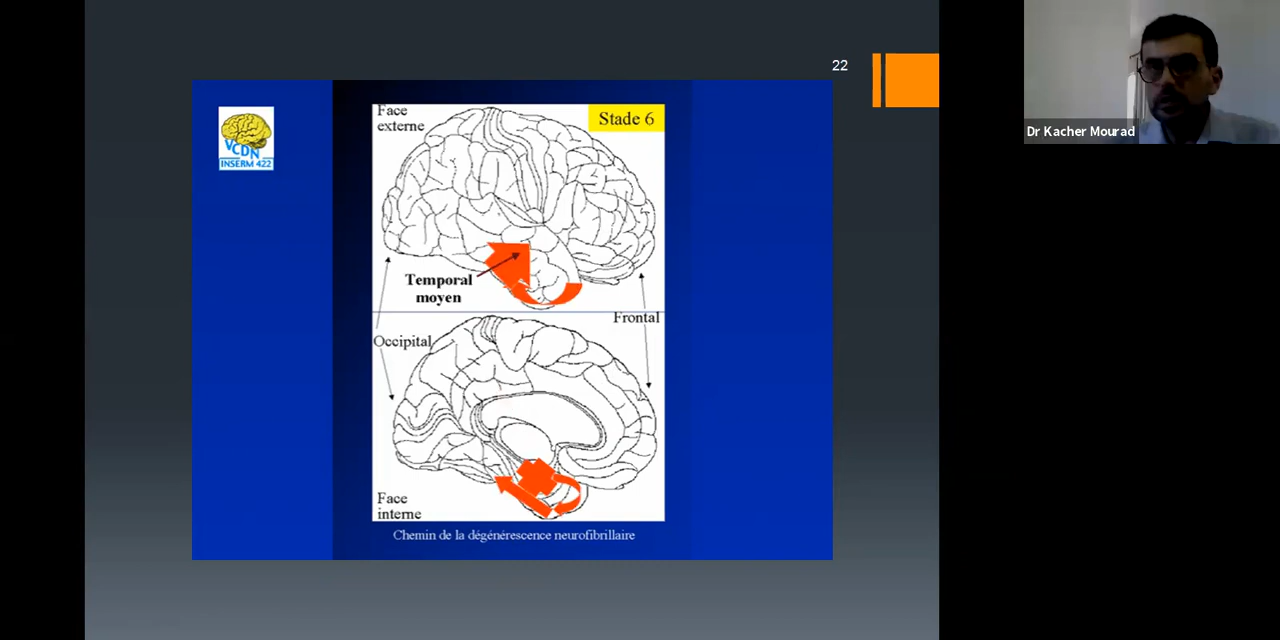 22
VCDN
INSERM 422
Face
externe
Stade 6
Temporal
moyen
Frontal
Occipital
Face
interne
Chemin de la dégénérescence neurofibrillaire
Dr Kacher Mourad